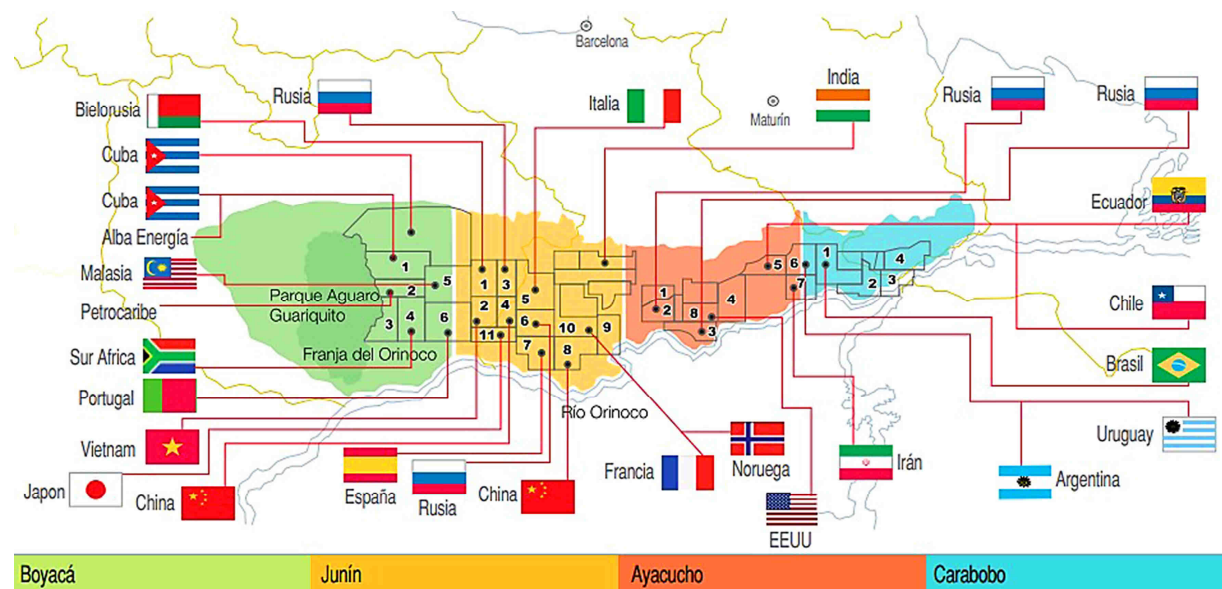 Barcelona
Rusia
India
Rusia
Rusia
Bielorusia
Italia
Maturín
Cuba
Cuba
Ecuador
Alba Energía
Malasia
Parque Aguaro
Guariquito
Petrocaribe
Chile
Sur Africa
Franja del Orinoco
Brasil
Portugal
Río Orinoco
Vietnam
Uruguay
Japon
China
España
Rusia
China
Francia
Noruega
Irán
Argentina
EEUU
1
2
3
4
5
6
1
2
3
4
5
6
7
8
9
10
11
1
2
3
4
5
6
7
8
1
2
3
4
Boyacá
Junín
Ayacucho
Carabobo